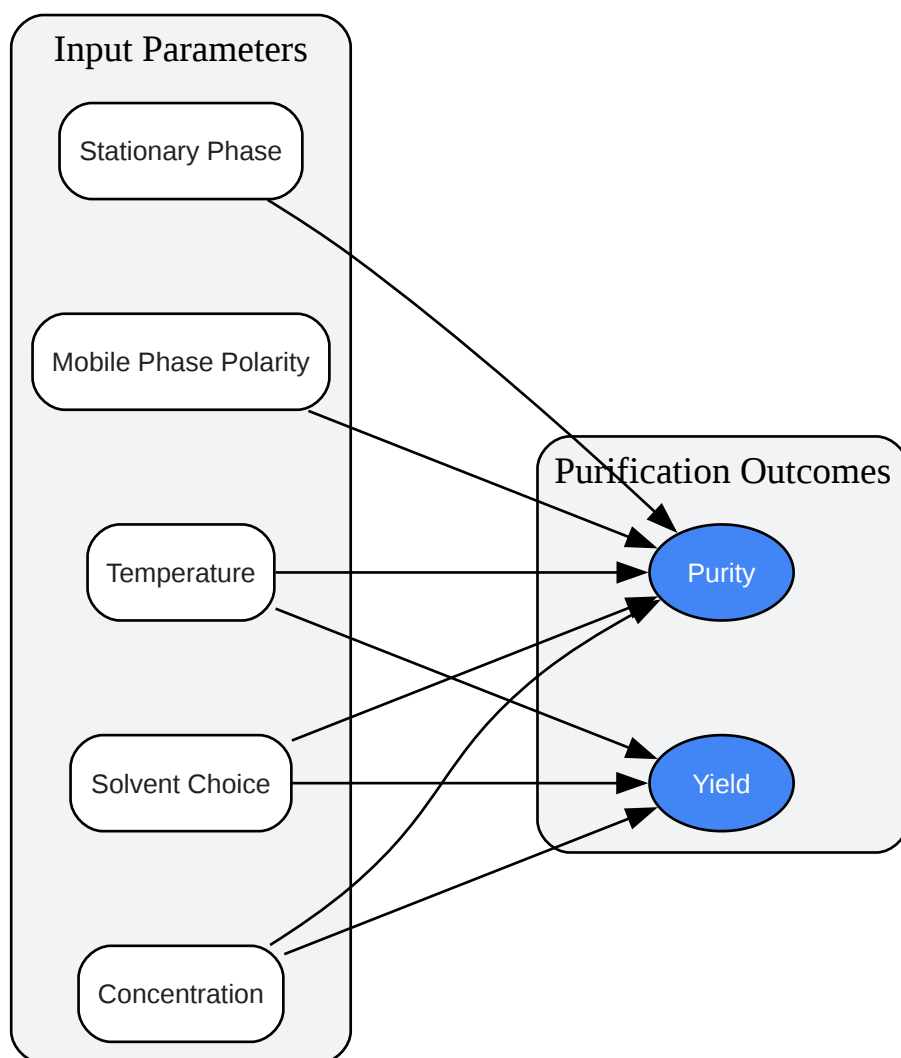 Input Parameters
Stationary Phase
Mobile Phase Polarity
Temperature
Solvent Choice
Concentration
Purification Outcomes
Purity
Yield